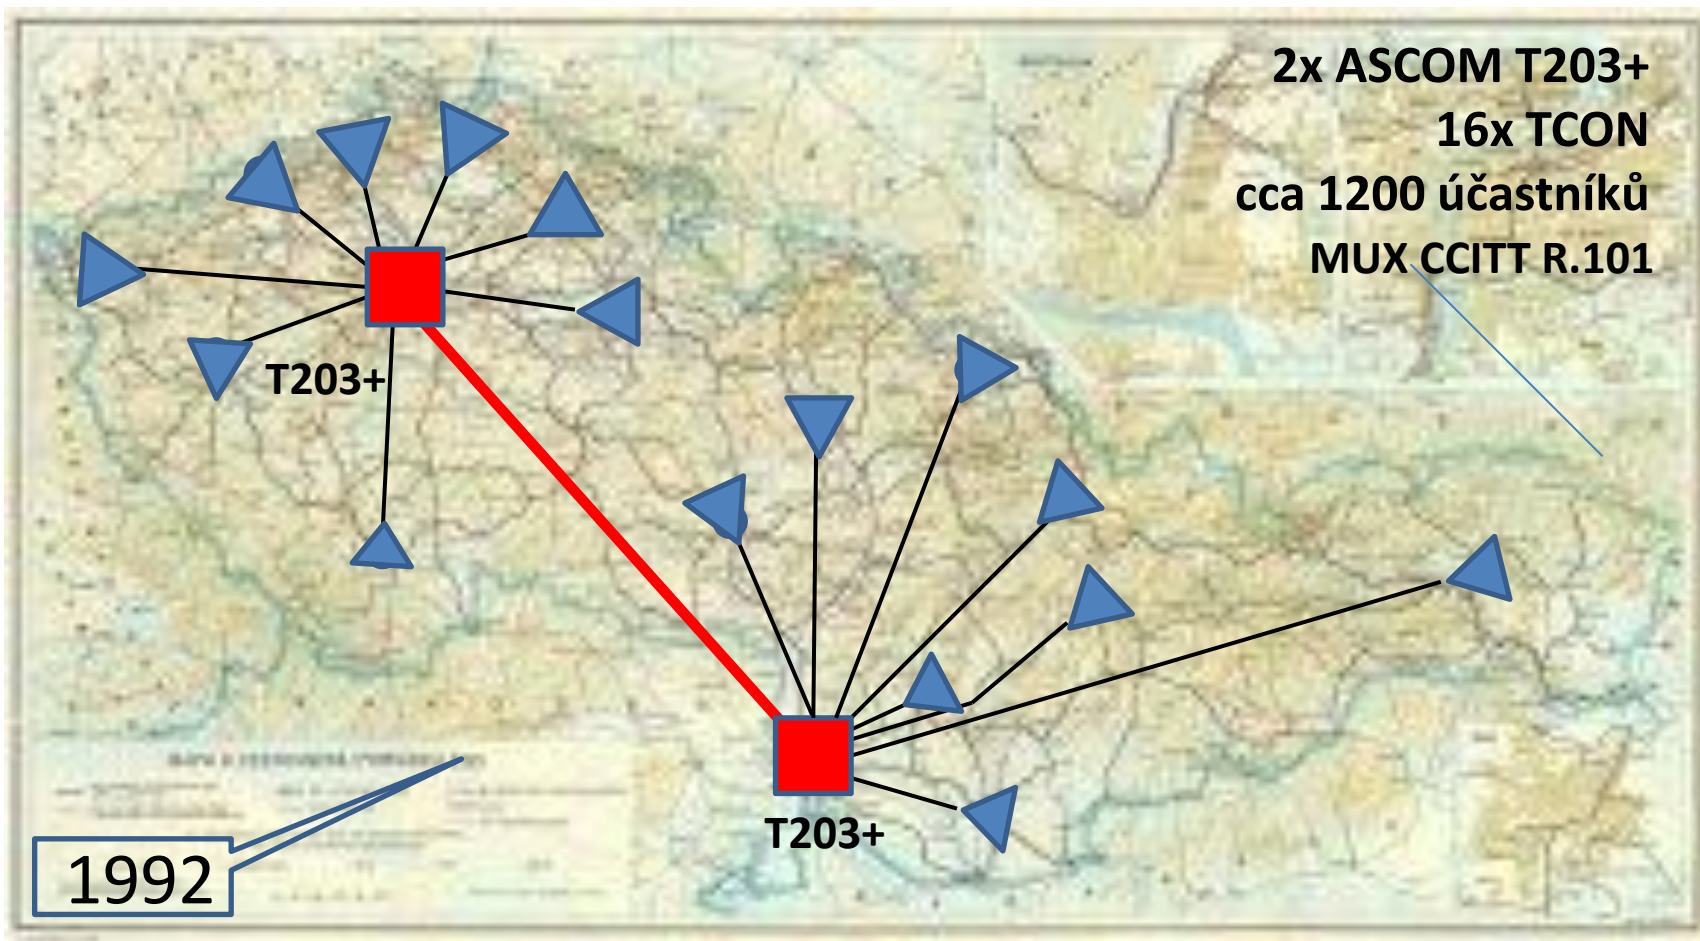 2x ASCOM T203+
16x TCON
cca 1200 účastníků
MUX CCITT R.101
T203+
T203+
1992